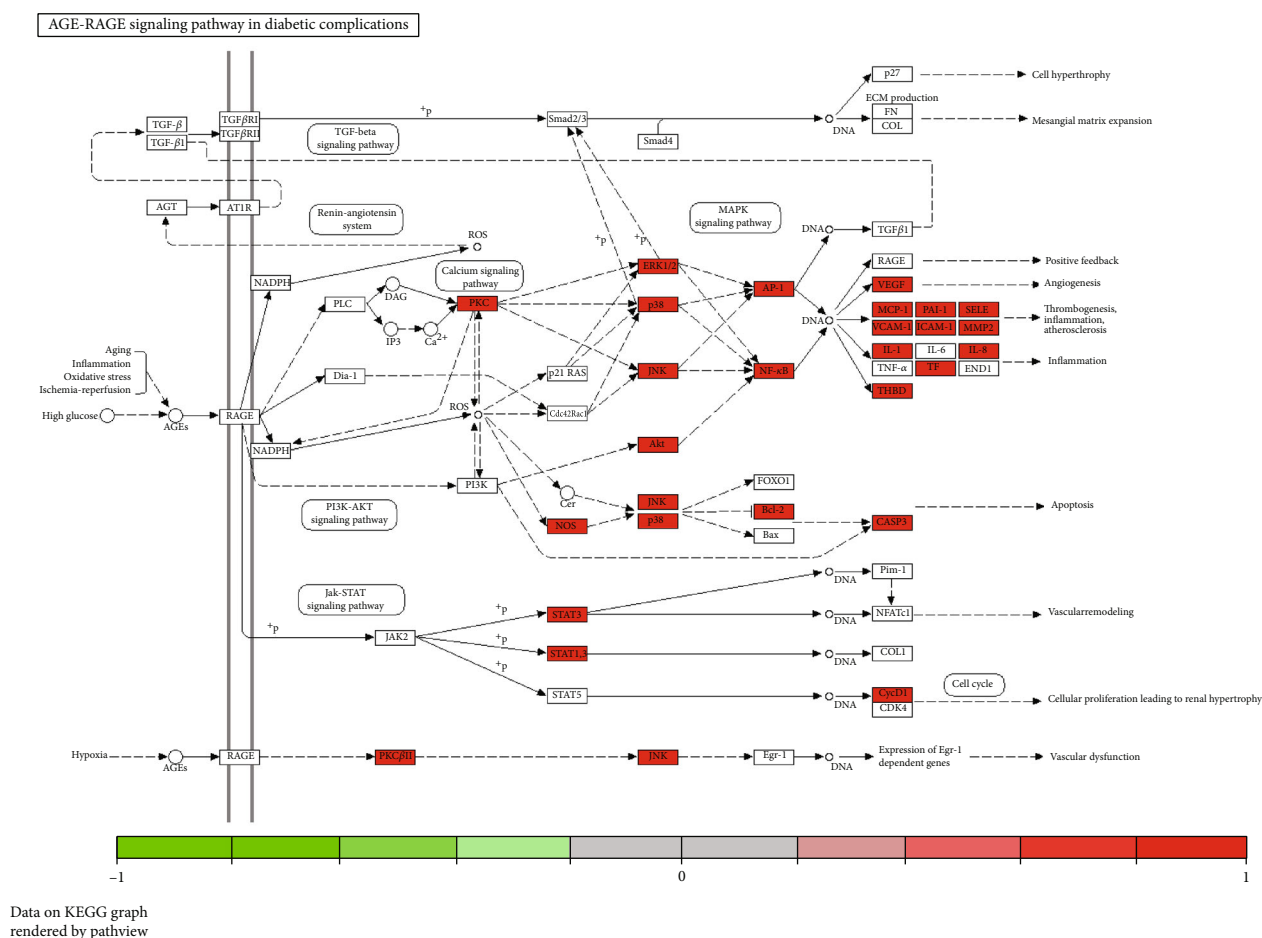 AGE-RAGE signaling pathway in diabetic complications
p27
Cell hyperthrophy
ECM production
FN
COL
DNA
Mesangial matrix expansion
TGF-β
TGF-β1
TGFβRI
TGFβRII
+p
TGF-beta
signaling pathway
Smad2/3
Smad4
AGT
AT1R
Renin-angiotensin
system
MAPK
signaling pathway
ROS
+p
+p
DNA
TGFβ1
NADPH
Calcium signaling
pathway
ERK1/2
RAGE
Positive feedback
PLC
DAG
PKC
p38
AP-1
VEGF
Angiogenesis
IP3
Ca2+
DNA
MCP-1
PAI-1
SELE
VCAM-1
ICAM-1
MMP2
Thrombogenesis,
inflammation,
atherosclerosis
Aging
Inflammation
Oxidative stress
Ischemia-reperfusion
Dia-1
p21 RAS
JNK
NF-κB
IL-1
IL-6
IL-8
TNF-α
TF
END1
Inflammation
THBD
High glucose
AGEs
RAGE
ROS
Cdc42Rac1
NADPH
Akt
PI3K
PI3K-AKT
signaling pathway
Cer
NOS
JNK
p38
FOXO1
Bcl-2
Bax
CASP3
Apoptosis
Jak-STAT
signaling pathway
+p
JAK2
+p
STAT3
DNA
Pim-1
DNA
NFATc1
Vascularremodeling
+p
STAT1,3
DNA
COL1
+p
STAT5
DNA
CycD1
CDK4
Cell cycle
Cellular proliferation leading to renal hypertrophy
Hypoxia
AGEs
RAGE
PKCβII
JNK
Egr-1
DNA
Expression of Egr-1
dependent genes
Vascular dysfunction
−1
0
1
Data on KEGG graph
rendered by pathview